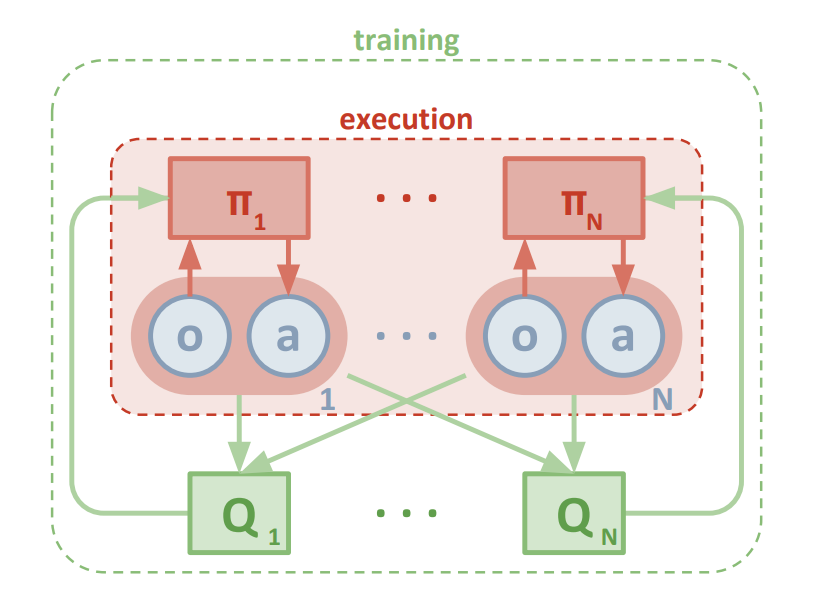 training
execution
π1 . . . πN
o a . . . o a
1 N
Q1 . . . QN